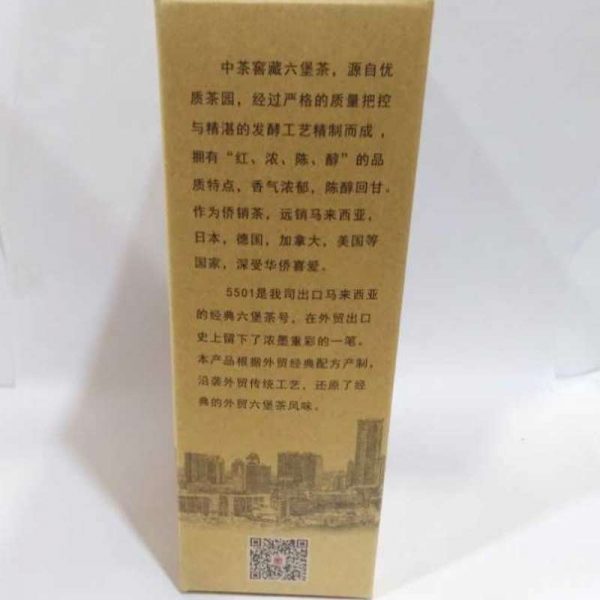 中茶窖藏六堡茶，源自优
质茶园，经过严格的质量把控
与精湛的发酵工艺精制而成，
拥有“红、浓、陈、醇”的品
质特点，香气浓郁，陈醇回甘。
作为侨销茶，远销马来西亚，
日本，德国，加拿大，美国等
国家，深受华侨喜爱。
5501是我司出口马来西亚
的经典六堡茶号，在外贸出口
史上留下了浓墨重彩的一笔。
本产品根据外贸经典配方产制，
沿袭外贸传统工艺，还原了经
典的外贸六堡茶风味。